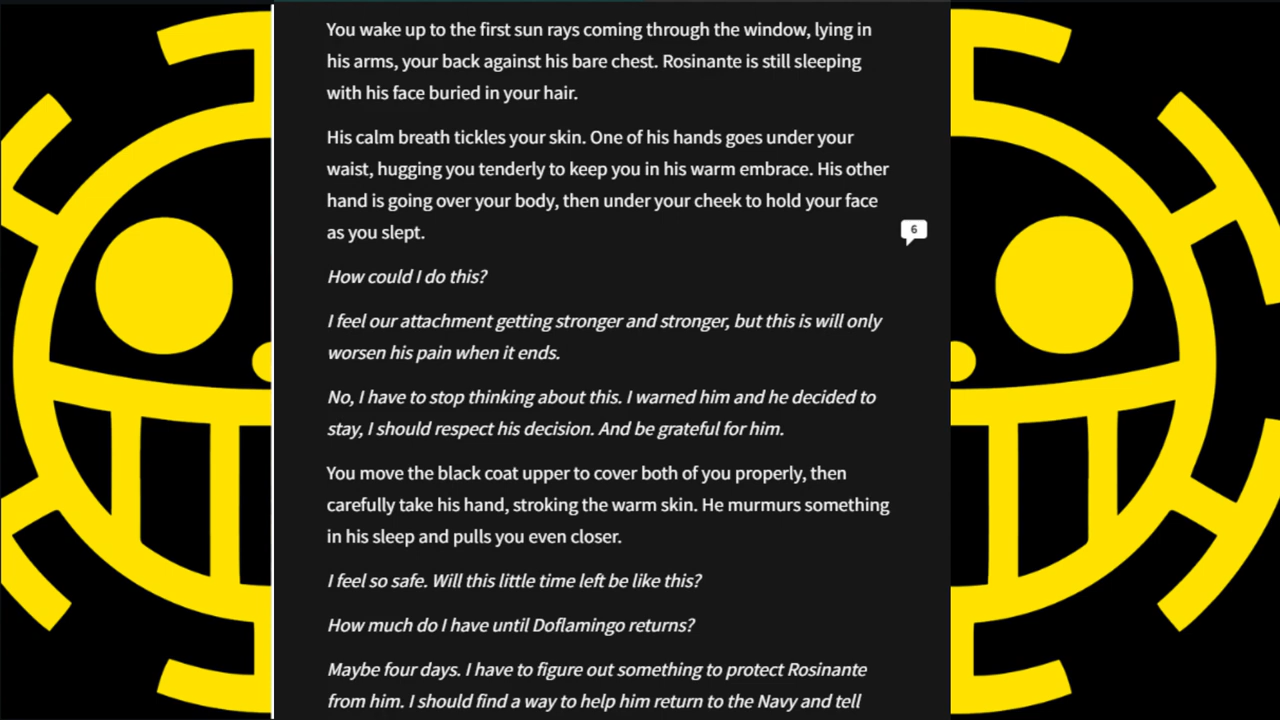 You wake up to the first sun rays coming through the window, lying in
his arms, your back against his bare chest. Rosinante is still sleeping
with his face buried in your hair.
His calm breath tickles your skin. One of his hands goes under your
waist, hugging you tenderly to keep you in his warm embrace. His other
hand is going over your body, then under your cheek to hold your face
as you slept.
6
How could I do this?
I feel our attachment getting stronger and stronger, but this is will only
worsen his pain when it ends.
No, I have to stop thinking about this. I warned him and he decided to
stay, I should respect his decision. And be grateful for him.
You move the black coat upper to cover both of you properly, then
carefully take his hand, stroking the warm skin. He murmurs something
in his sleep and pulls you even closer.
I feel so safe. Will this little time left be like this?
How much do I have until Doflamingo returns?
Maybe four days. I have to figure out something to protect Rosinante
from him. I should find a way to help him return to the Navy and tell